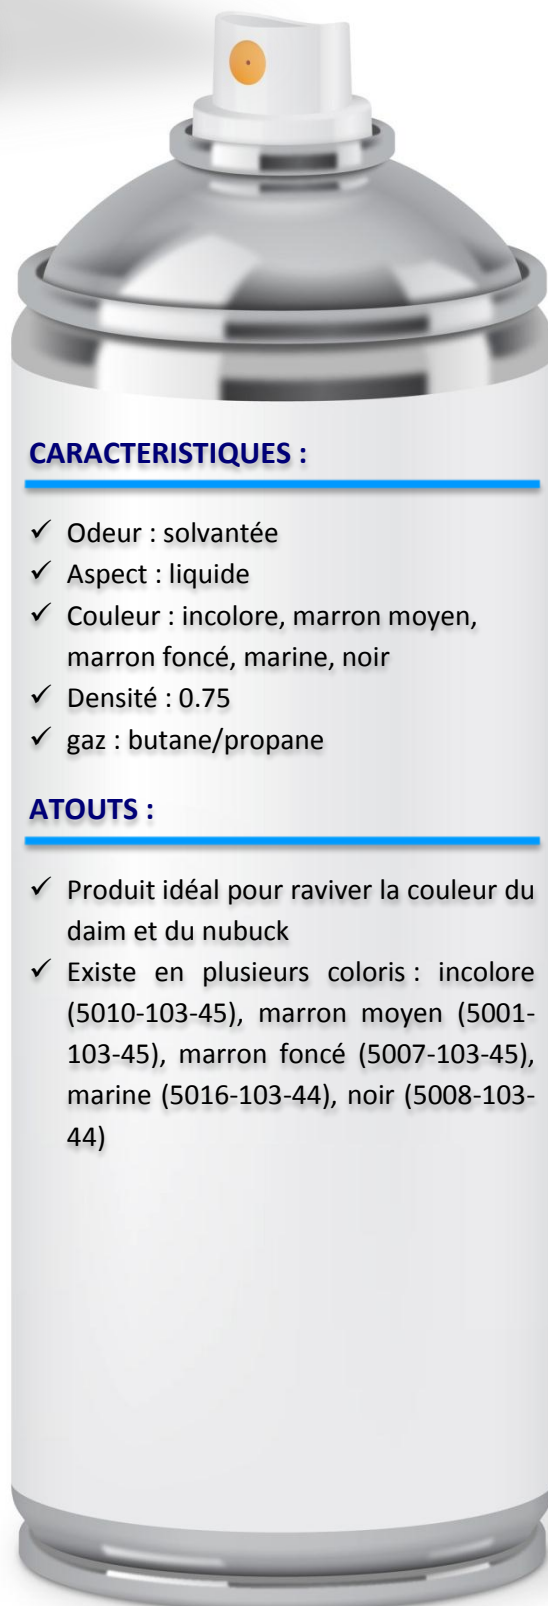 CARACTERISTIQUES :
✓ Odeur : solvantée
✓ Aspect : liquide
✓ Couleur : incolore, marron moyen,
marron foncé, marine, noir
✓ Densité : 0.75
✓ gaz : butane/propane
ATOUTS :
✓ Produit idéal pour raviver la couleur du
daim et du nubuck
✓ Existe en plusieurs coloris : incolore
(5010-103-45), marron moyen (5001-
103-45), marron foncé (5007-103-45),
marine (5016-103-44), noir (5008-103-
44)